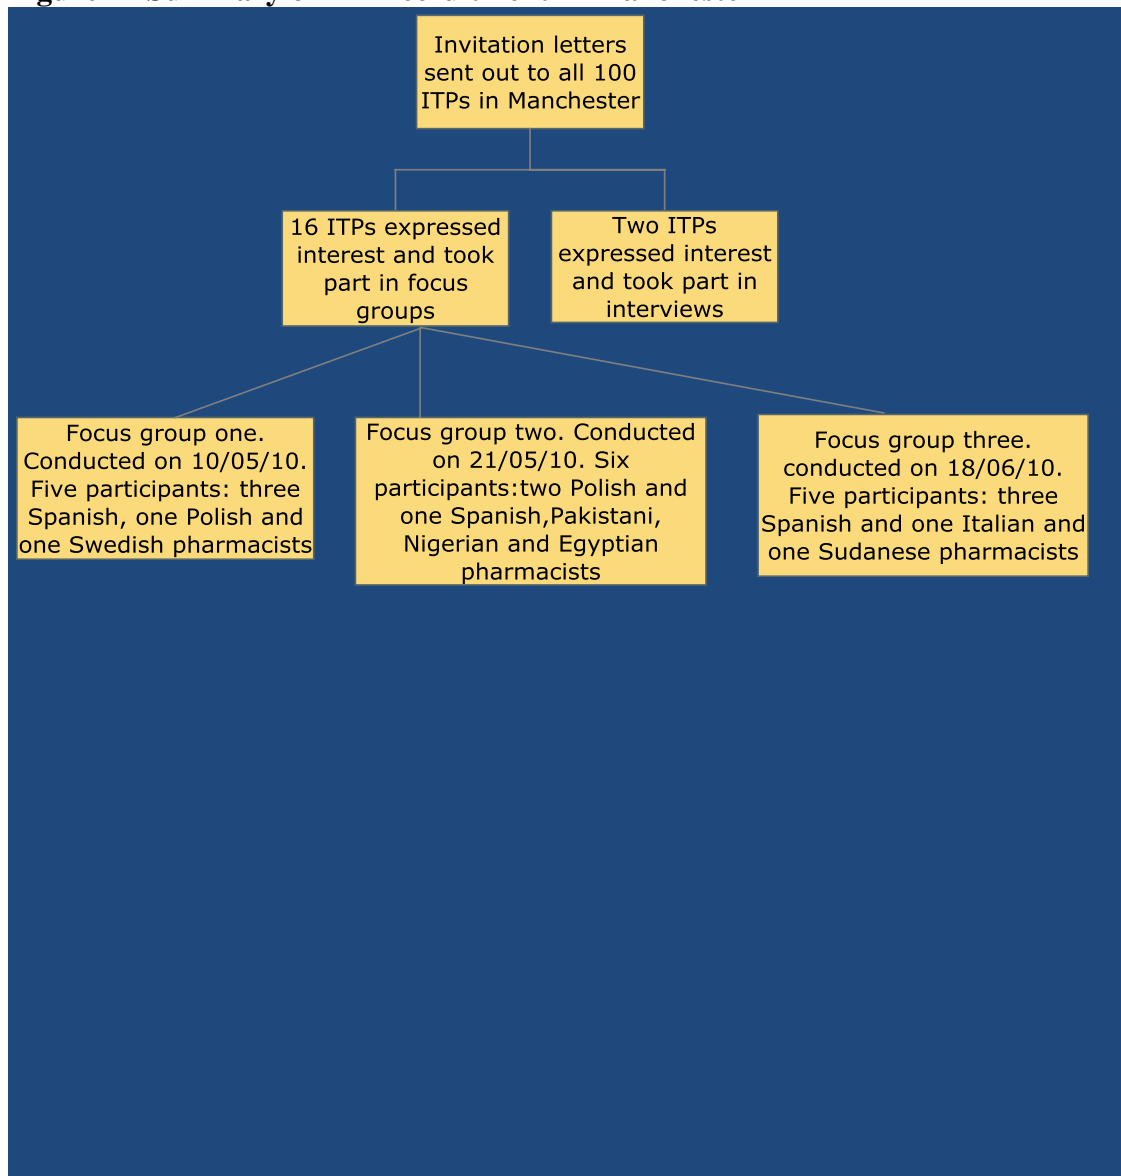 Invitation letters
sent out to all 100
ITPs in Manchester
16 ITPs expressed
interest and took
part in focus
groups
Two ITPs
expressed interest
and took part in
interviews
Focus group one.
Conducted on 10/05/10.
Five participants: three
Spanish, one Polish and
one Swedish pharmacists
Focus group two. Conducted
on 21/05/10. Six
participants:two Polish and
one Spanish,Pakistani,
Nigerian and Egyptian
pharmacists
Focus group three.
conducted on 18/06/10.
Five participants: three
Spanish and one Italian and
one Sudanese pharmacists